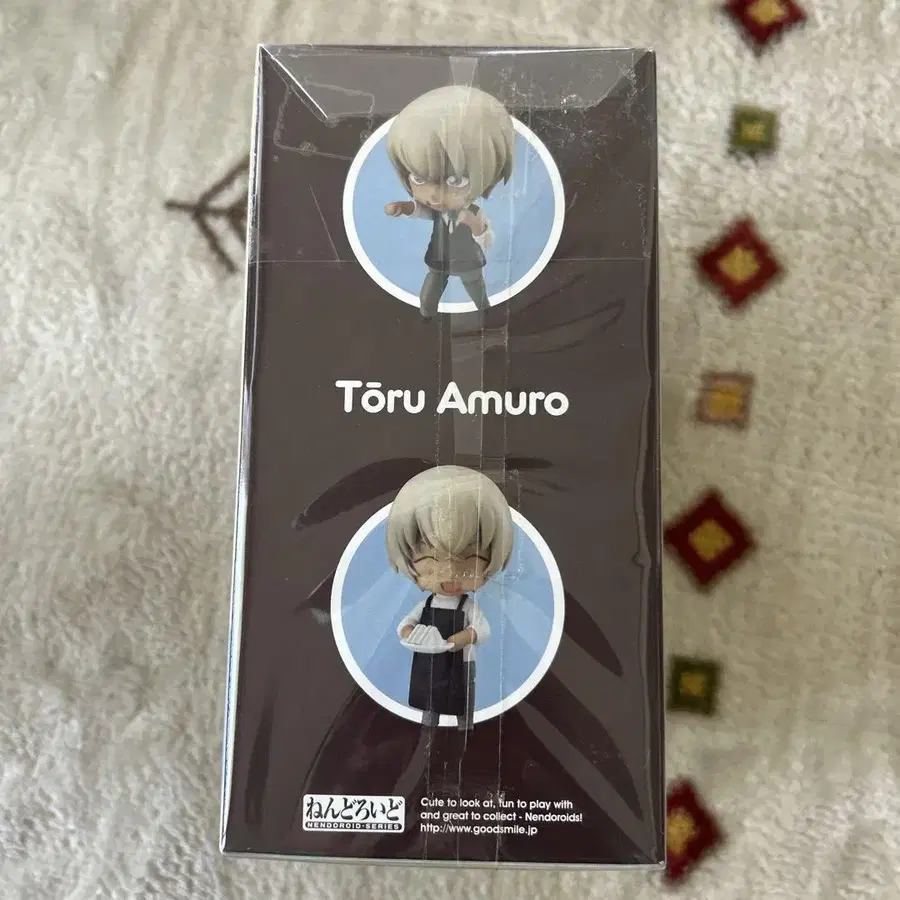 Tōru Amuro
ねんどろいど
NENDOROID-SERIES
Cute to look at, fun to play with
and great to collect - Nendoroids!
http://www.goodsmile.jp